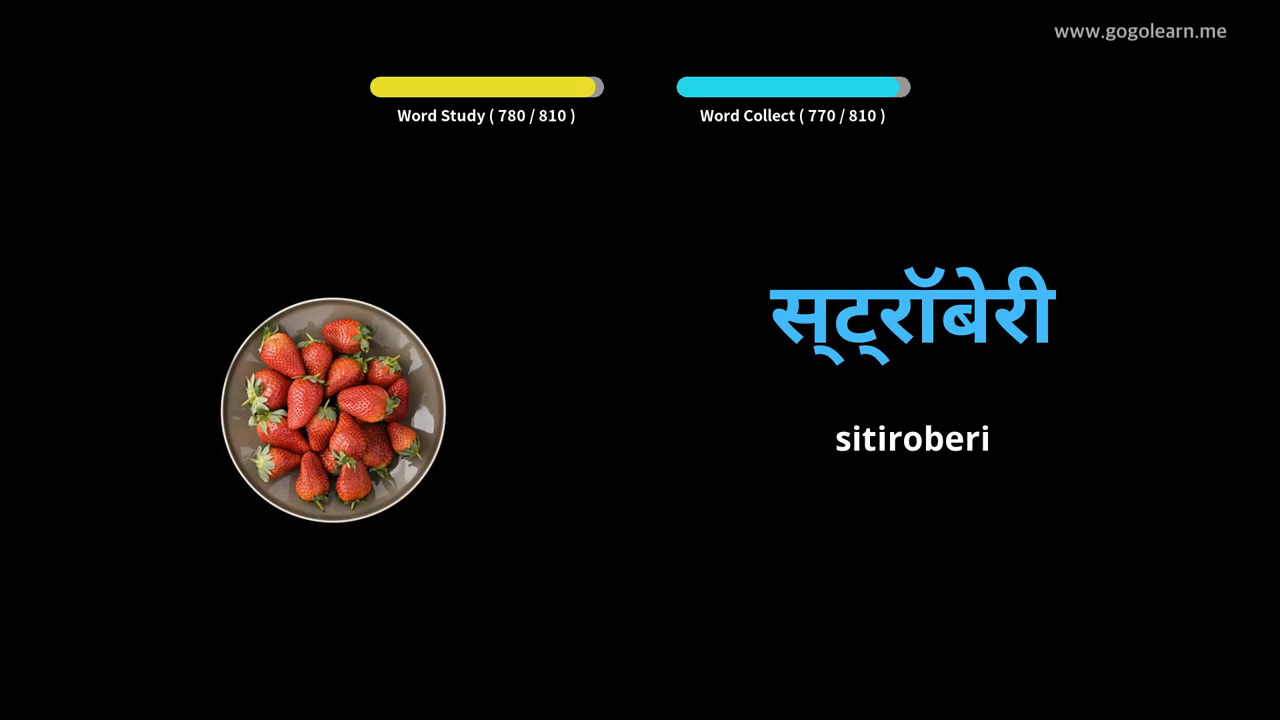 www.gogolearn.me
Word Study ( 780 / 810 )
Word Collect ( 770 / 810 )
स्ट्रॉबेरी
sitiroberi